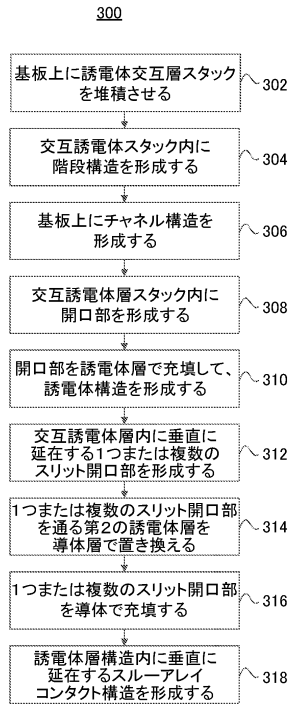 300
基板上に誘電体交互層スタック
を堆積させる
302
交互誘電体スタック内に
階段構造を形成する
304
基板上にチャネル構造を
形成する
306
交互誘電体層スタック内に
開口部を形成する
308
開口部を誘電体層で充填して、
誘電体構造を形成する
310
交互誘電体層内に垂直に
延在する1つまたは複数の
スリット開口部を形成する
312
1つまたは複数のスリット開口部
を通る第2の誘電体層を
導体層で置き換える
314
1つまたは複数のスリット開口部
を導体で充填する
316
誘電体層構造内に垂直に
延在するスルーアレイ
コンタクト構造を形成する
318